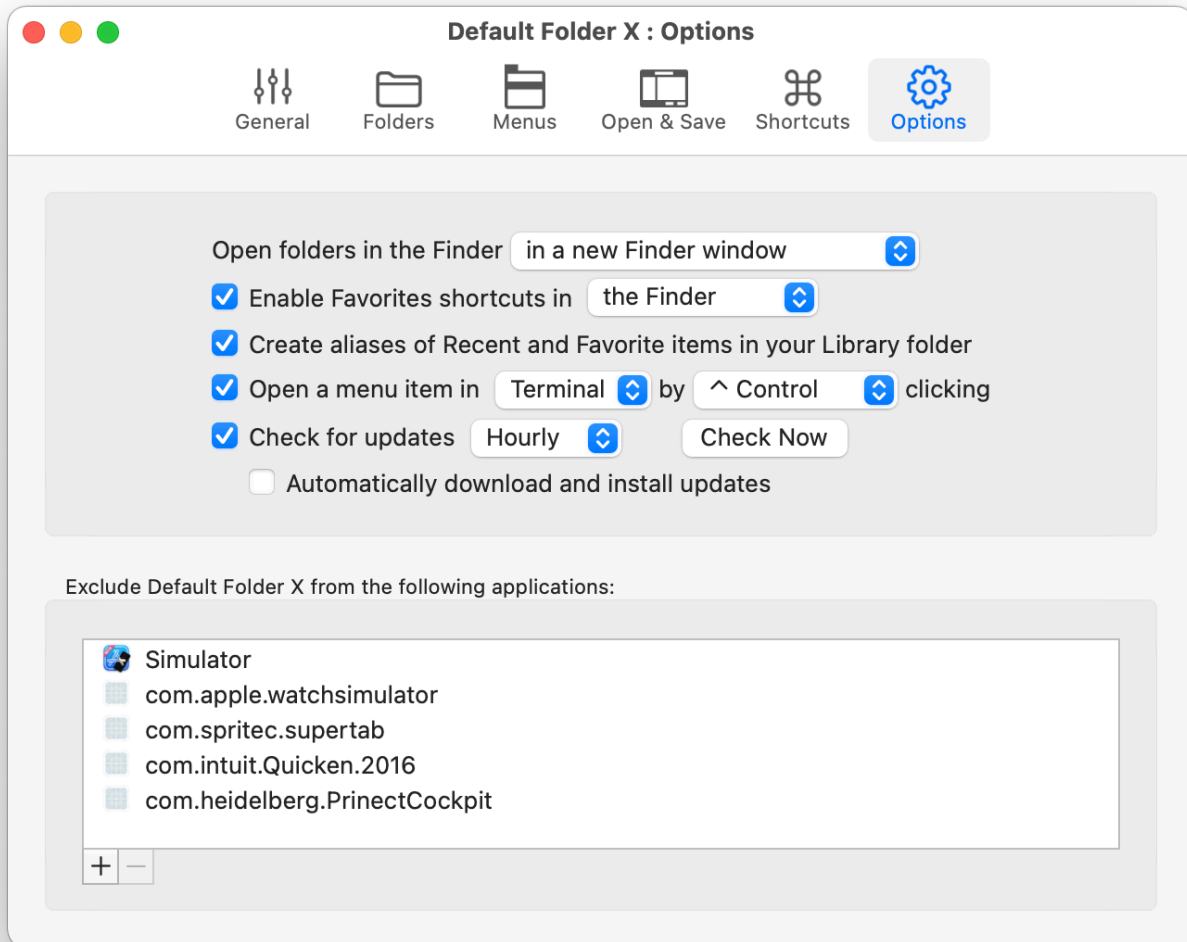 Default Folder X : Options
General Folders Menus Open & Save Shortcuts Options
Open folders in the Finder in a new Finder window
Enable Favorites shortcuts in the Finder
Create aliases of Recent and Favorite items in your Library folder
Open a menu item in Terminal by ^ Control clicking
Check for updates Hourly Check Now
Automatically download and install updates
Exclude Default Folder X from the following applications:
Simulator
com.apple.watchsimulator
com.spritec.supertab
com.intuit.Quicken.2016
com.heidelberg.PrinectCockpit